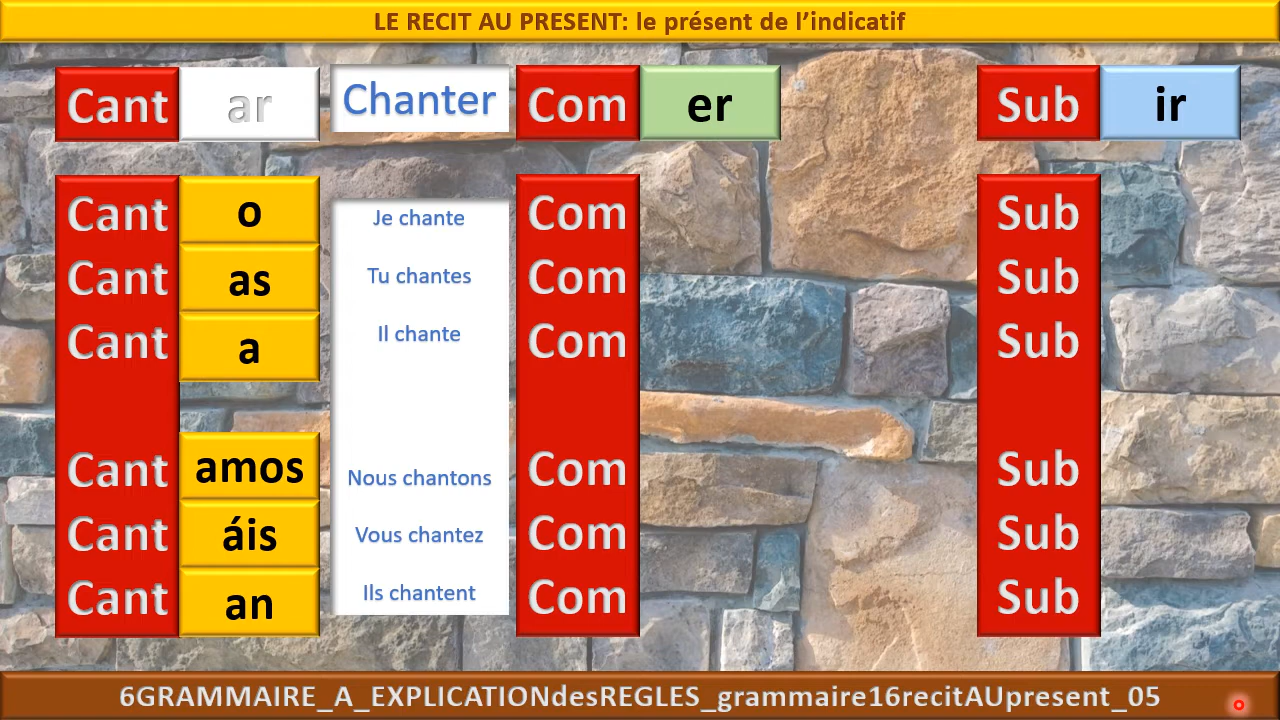 LE RECIT AU PRESENT: le présent de l’indicatif
Cant ar Chanter Com er Sub ir
Cant o Je chante Com Sub
Cant as Tu chantes Com Sub
Cant a Il chante Com Sub
Cant amos Nous chantons Com Sub
Cant áis Vous chantez Com Sub
Cant an Ils chantent Com Sub
6GRAMMAIRE_A_EXPLICATIONdesREGLES_grammaire16recitAUpresent_05